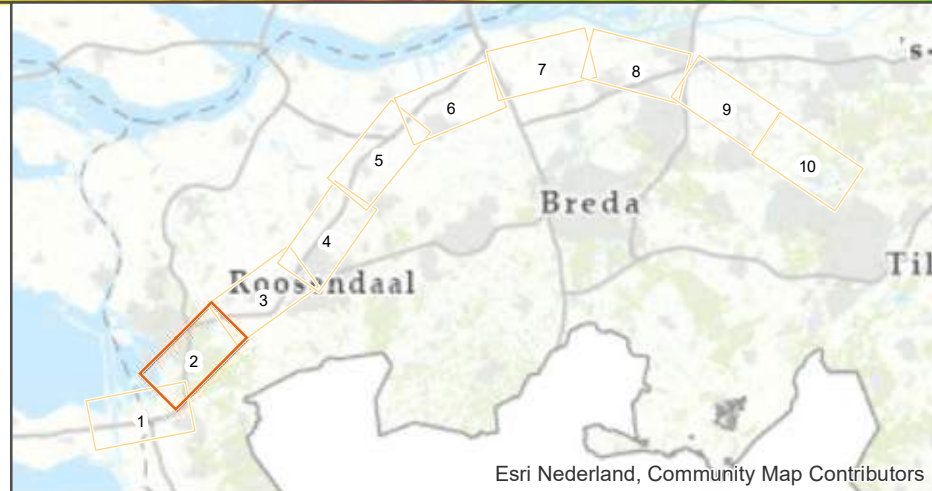 's-
7
8
6
9
5
10
Breda
4
Til
Roosendaal
3
2
1
Esri Nederland, Community Map Contributors